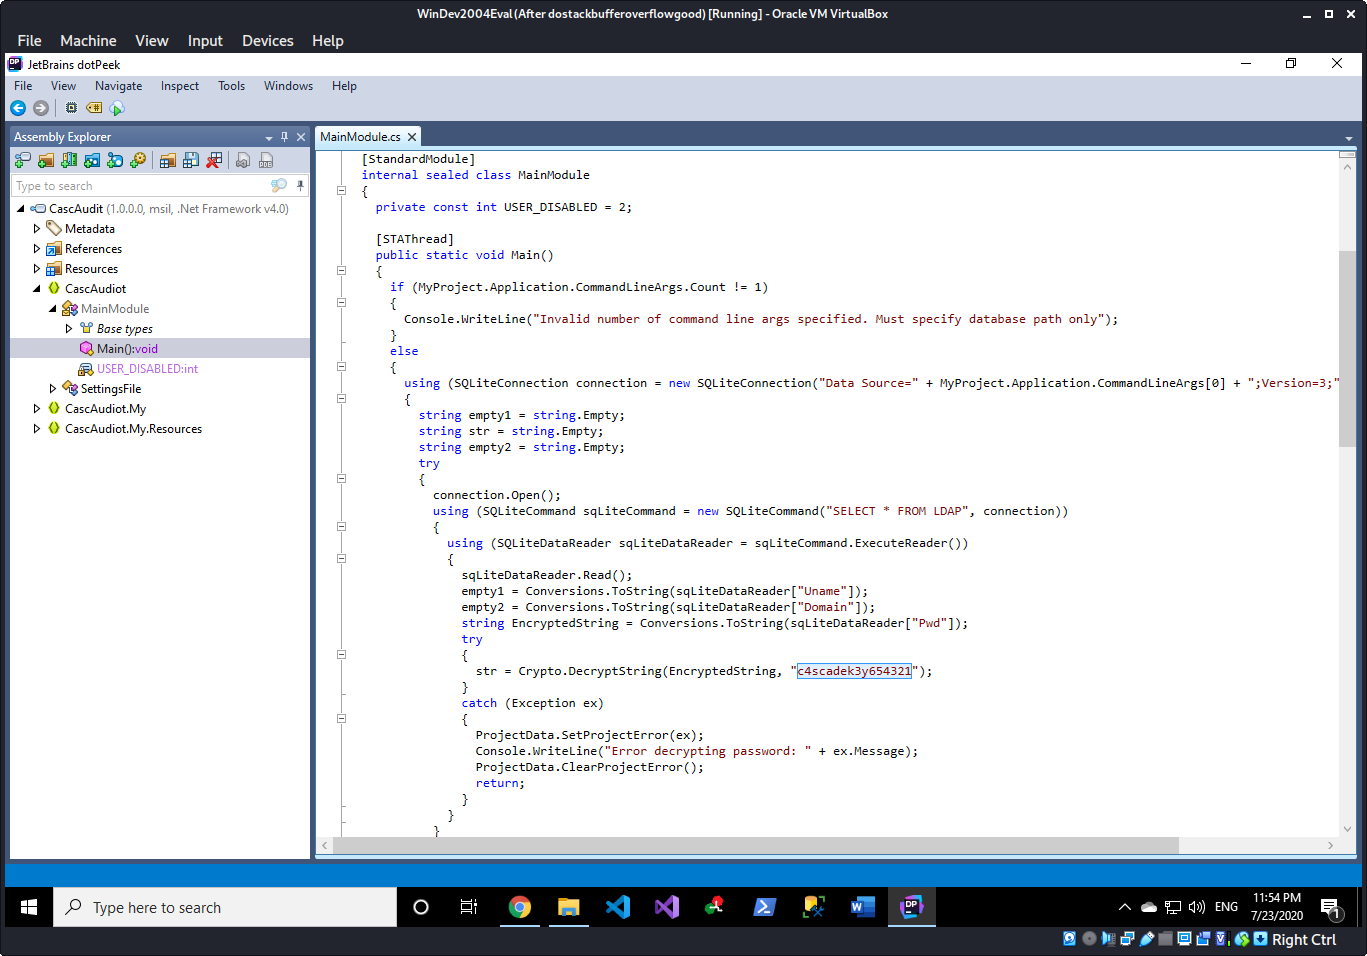 WinDev2004Eval (After dostackbufferoverflowgood) [Running] - Oracle VM VirtualBox
File Machine View Input Devices Help
JetBrains dotPeek
File View Navigate Inspect Tools Windows Help
Assembly Explorer
MainModule.cs
Type to search
CascAudit (1.0.0.0, msil, .Net Framework v4.0)
Metadata
References
Resources
CascAudiot
MainModule
Base types
Main():void
USER_DISABLED:int
SettingsFile
CascAudiot.My
CascAudiot.My.Resources
[StandardModule]
internal sealed class MainModule
{
private const int USER_DISABLED = 2;
[STAThread]
public static void Main()
{
if (MyProject.Application.CommandLineArgs.Count != 1)
{
Console.WriteLine("Invalid number of command line args specified. Must specify database path only");
}
else
{
using (SQLiteConnection connection = new SQLiteConnection("Data Source=" + MyProject.Application.CommandLineArgs[0] + ";Version=3;"
{
string empty1 = string.Empty;
string str = string.Empty;
string empty2 = string.Empty;
try
{
connection.Open();
using (SQLiteCommand sqLiteCommand = new SQLiteCommand("SELECT * FROM LDAP", connection))
{
using (SQLiteDataReader sqLiteDataReader = sqLiteCommand.ExecuteReader())
{
sqLiteDataReader.Read();
empty1 = Conversions.ToString(sqLiteDataReader["Uname"]);
empty2 = Conversions.ToString(sqLiteDataReader["Domain"]);
string EncryptedString = Conversions.ToString(sqLiteDataReader["Pwd"]);
try
{
str = Crypto.DecryptString(EncryptedString, "c4scadek3y654321");
}
catch (Exception ex)
{
ProjectData.SetProjectError(ex);
Console.WriteLine("Error decrypting password: " + ex.Message);
ProjectData.ClearProjectError();
return;
}
}
}
Type here to search
ENG
11:54 PM
7/23/2020
1
Right Ctrl